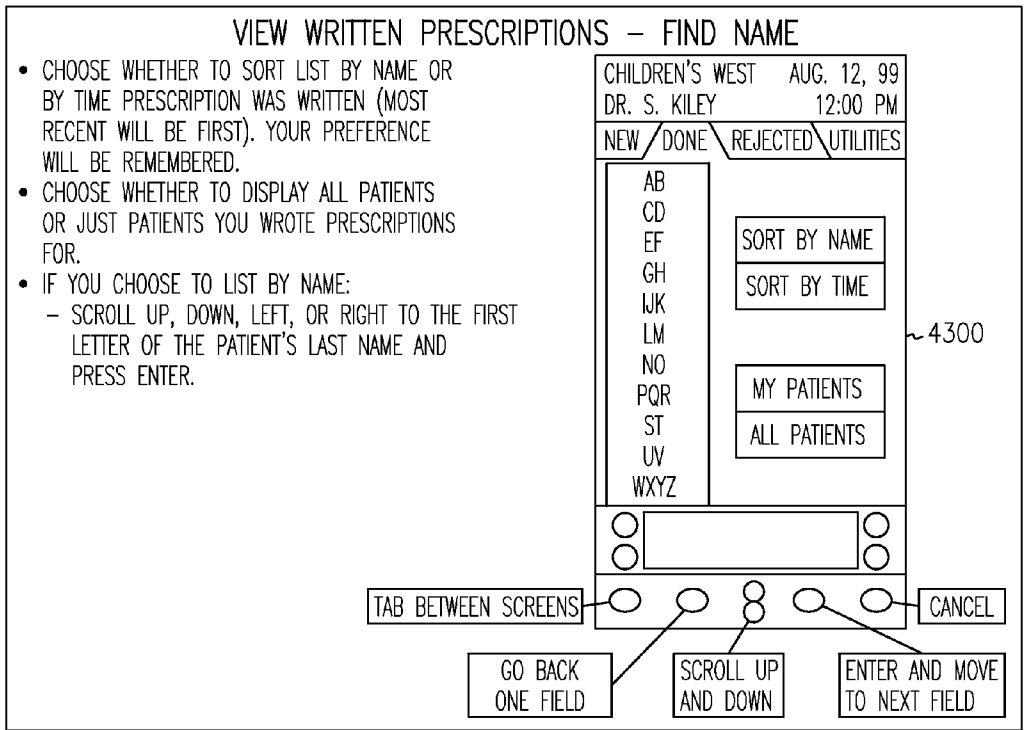 VIEW WRITTEN PRESCRIPTIONS – FIND NAME
• CHOOSE WHETHER TO SORT LIST BY NAME OR
BY TIME PRESCRIPTION WAS WRITTEN (MOST
RECENT WILL BE FIRST). YOUR PREFERENCE
WILL BE REMEMBERED.
• CHOOSE WHETHER TO DISPLAY ALL PATIENTS
OR JUST PATIENTS YOU WROTE PRESCRIPTIONS
FOR.
• IF YOU CHOOSE TO LIST BY NAME:
– SCROLL UP, DOWN, LEFT, OR RIGHT TO THE FIRST
LETTER OF THE PATIENT'S LAST NAME AND
PRESS ENTER.
CHILDREN'S WEST AUG. 12, 99
DR. S. KILEY 12:00 PM
NEW DONE REJECTED UTILITIES
AB
CD
EF
GH
IJK
LM
NO
PQR
ST
UV
WXYZ
SORT BY NAME
SORT BY TIME
MY PATIENTS
ALL PATIENTS
4300
TAB BETWEEN SCREENS
CANCEL
GO BACK
ONE FIELD
SCROLL UP
AND DOWN
ENTER AND MOVE
TO NEXT FIELD